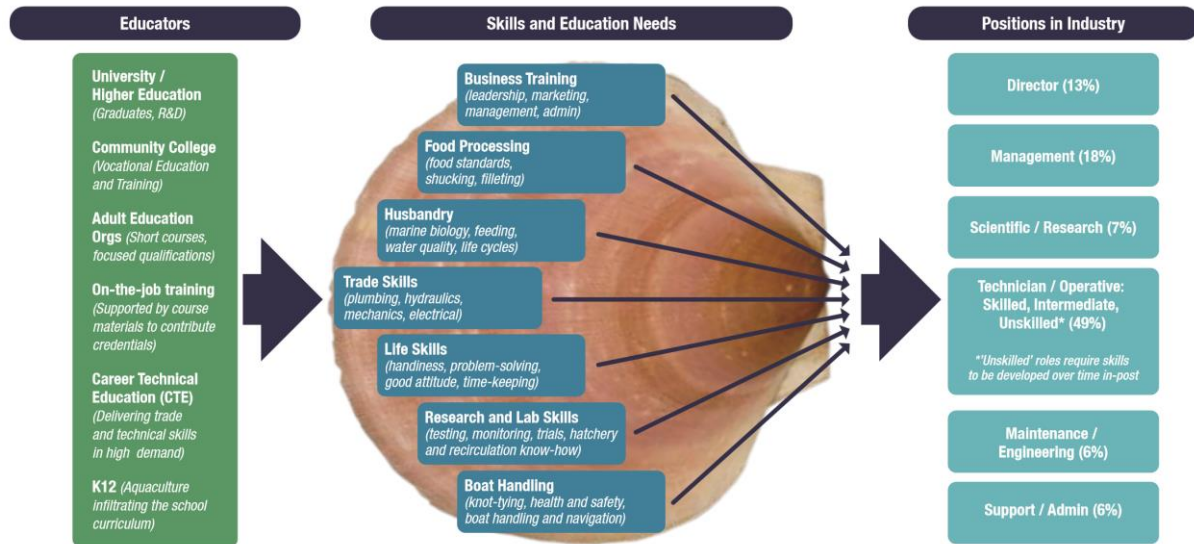 Educators
University /
Higher Education
(Graduates, R&D)
Community College
(Vocational Education
and Training)
Adult Education
Orgs (Short courses,
focused qualifications)
On-the-job training
(Supported by course
materials to contribute
credentials)
Career Technical
Education (CTE)
(Delivering trade
and technical skills
in high demand)
K12 (Aquaculture
infiltrating the school
curriculum)
Skills and Education Needs
Business Training
(leadership, marketing,
management, admin)
Food Processing
(food standards,
shucking, filleting)
Husbandry
(marine biology, feeding,
water quality, life cycles)
Trade Skills
(plumbing, hydraulics,
mechanics, electrical)
Life Skills
(handiness, problem-solving,
good attitude, time-keeping)
Research and Lab Skills
(testing, monitoring, trials, hatchery
and recirculation know-how)
Boat Handling
(knot-tying, health and safety,
boat handling and navigation)
Positions in Industry
Director (13%)
Management (18%)
Scientific / Research (7%)
Technician / Operative:
Skilled, Intermediate,
Unskilled* (49%)
*'Unskilled' roles require skills
to be developed over time in-post
Maintenance /
Engineering (6%)
Support / Admin (6%)